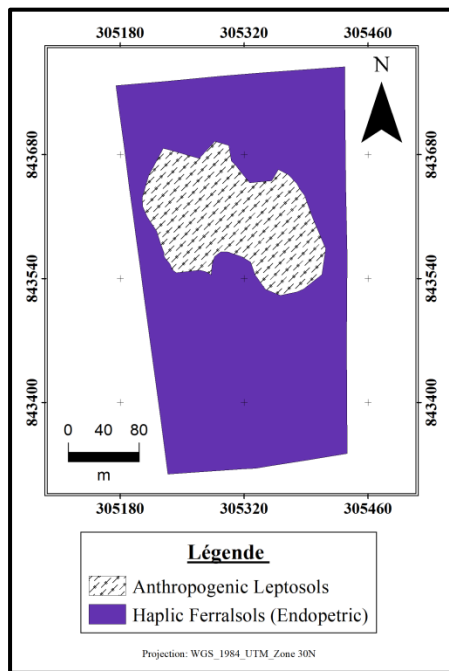 305180 305320 305460
N
843680 843680
843540 843540
843400 843400
0 40 80
m
305180 305320 305460
Légende
Anthropogenic Leptosols
Haplic Ferralsols (Endopetric)
Projection: WGS_1984_UTM_Zone 30N